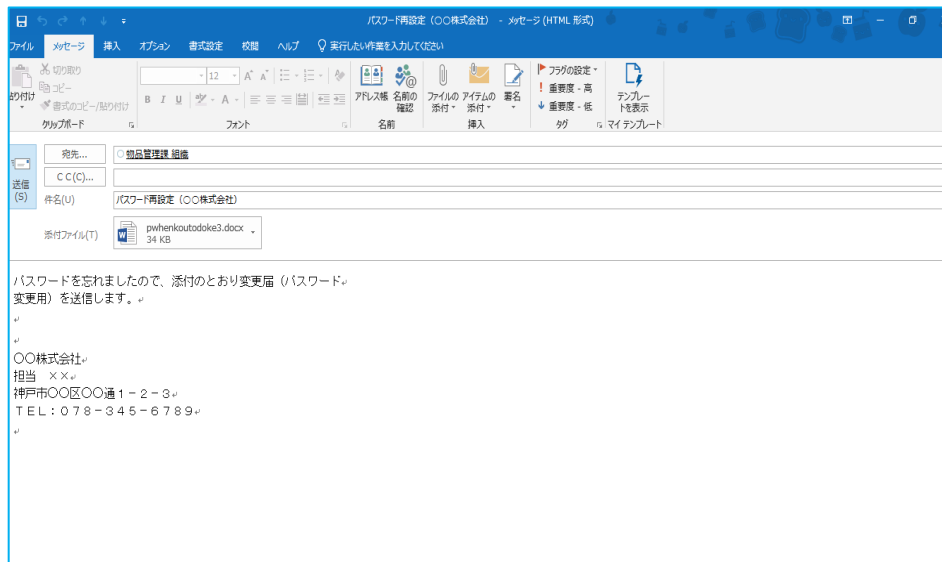 パスワード再設定（〇〇株式会社） - メッセージ (HTML 形式)
ファイル メッセージ 挿入 オプション 書式設定 校閲 ヘルプ 実行したい作業を入力してください
貼り付け
切り取り
コピー
書式のコピー/貼り付け
クリップボード
12
B I U
フォント
アドレス帳 名前の
確認
名前
ファイルの
添付
アイテムの
添付
署名
挿入
フラグの設定
重要度 - 高
重要度 - 低
タグ
テンプレー
トを表示
マイ テンプレート
送信
(S)
宛先... 物品管理課 組織
CC(C)...
件名(U) パスワード再設定（〇〇株式会社）
添付ファイル(T) pwhenkoutodoke3.docx
34 KB
パスワードを忘れましたので、添付のとおり変更届（パスワード
変更用）を送信します。
〇〇株式会社
担当　××
神戸市〇〇区〇〇通１－２－３
ＴＥＬ：０７８－３４５－６７８９